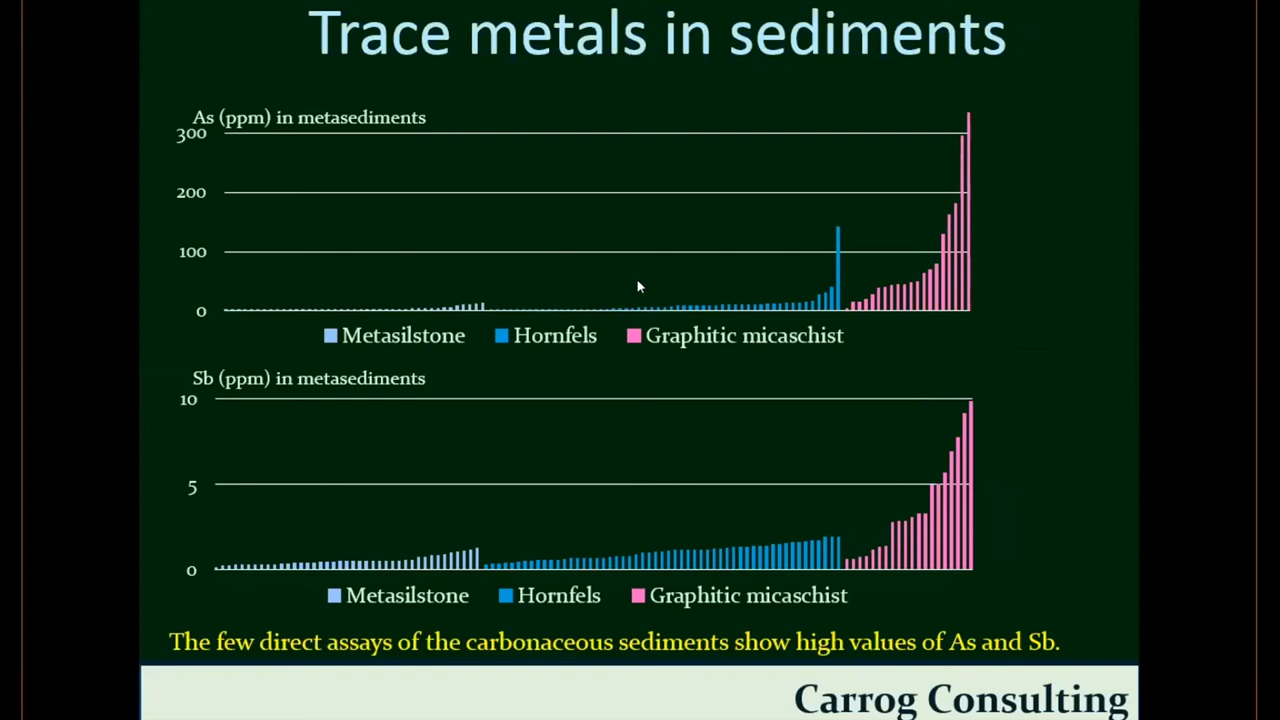 Trace metals in sediments
As (ppm) in metasediments
300
200
100
0
Metasilstone Hornfels Graphitic micaschist
Sb (ppm) in metasediments
10
5
0
Metasilstone Hornfels Graphitic micaschist
The few direct assays of the carbonaceous sediments show high values of As and Sb.
Carrog Consulting